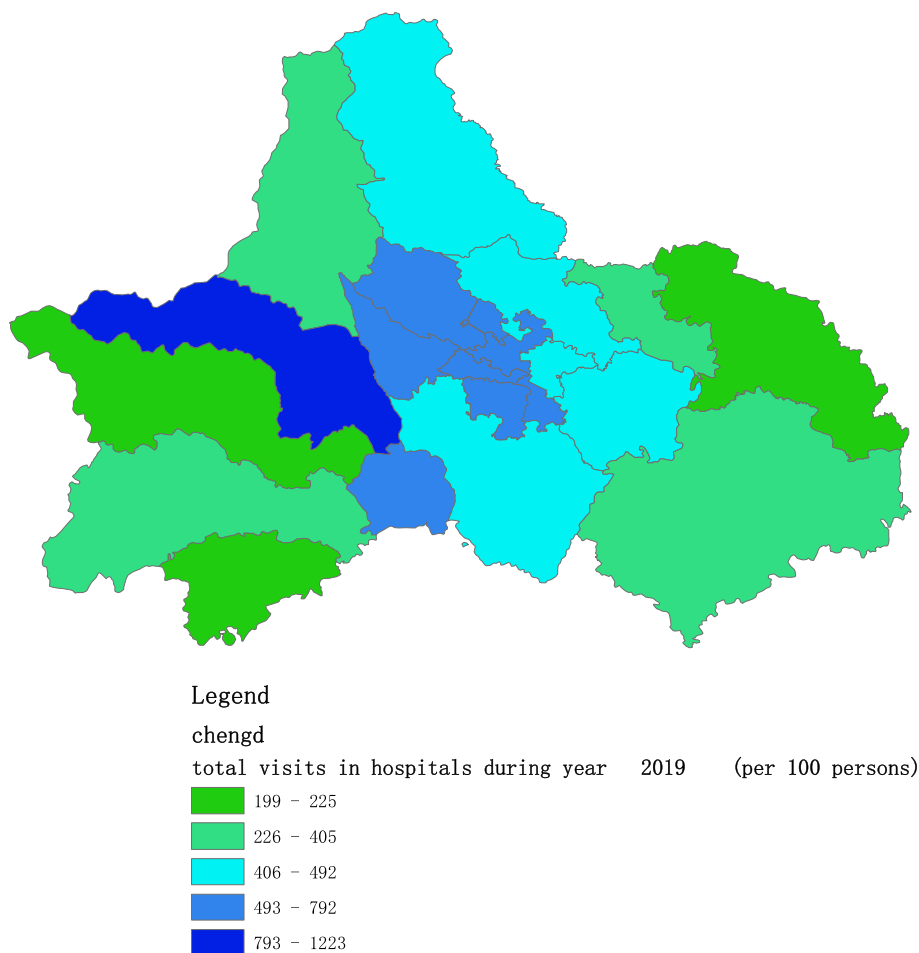 Legend
chengd
total visits in hospitals during year 2019 (per 100 persons)
199 - 225
226 - 405
406 - 492
493 - 792
793 - 1223